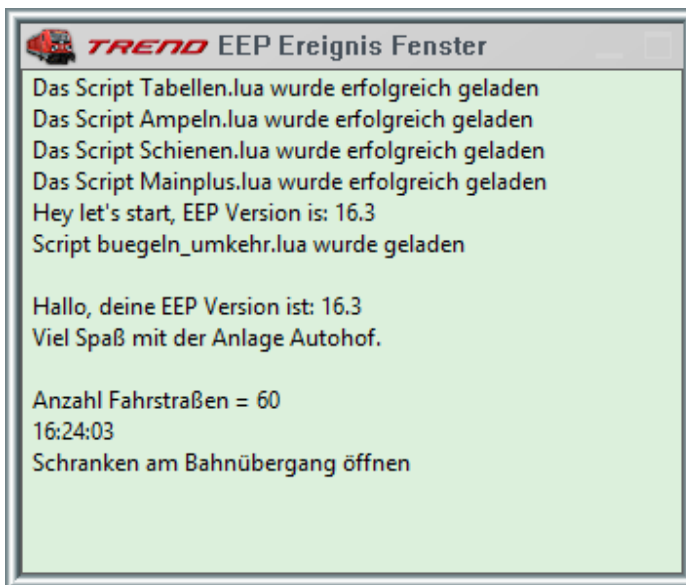 TREND EEP Ereignis Fenster
Das Script Tabellen.lua wurde erfolgreich geladen
Das Script Ampeln.lua wurde erfolgreich geladen
Das Script Schienen.lua wurde erfolgreich geladen
Das Script Mainplus.lua wurde erfolgreich geladen
Hey let's start, EEP Version is: 16.3
Script buegeln_umkehr.lua wurde geladen
Hallo, deine EEP Version ist: 16.3
Viel Spaß mit der Anlage Autohof.
Anzahl Fahrstraßen = 60
16:24:03
Schranken am Bahnübergang öffnen